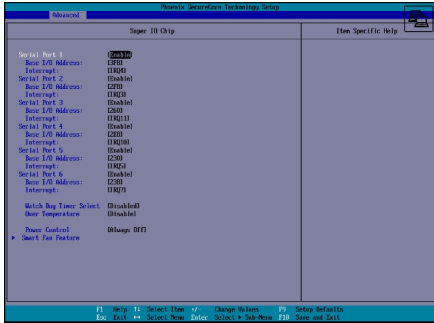 Phoenix SecureCore Technology Setup
Advanced
Super IO Chip
Item Specific Help
Serial Port 1 [Enable]
Base I/O Address: [3F8]
Interrupt: [IRQ4]
Serial Port 2 [Enable]
Base I/O Address: [2F8]
Interrupt: [IRQ3]
Serial Port 3 [Enable]
Base I/O Address: [260]
Interrupt: [IRQ11]
Serial Port 4 [Enable]
Base I/O Address: [2E8]
Interrupt: [IRQ10]
Serial Port 5 [Enable]
Base I/O Address: [230]
Interrupt: [IRQ5]
Serial Port 6 [Enable]
Base I/O Address: [238]
Interrupt: [IRQ7]
Watch Dog Timer Select [Disabled]
Over Temperature [Disable]
Power Control [Always Off]
▶ Smart Fan Feature
F1 Help ↑↓ Select Item +/- Change Values F9 Setup Defaults
Esc Exit ↔ Select Menu Enter Select ▶ Sub-Menu F10 Save and Exit